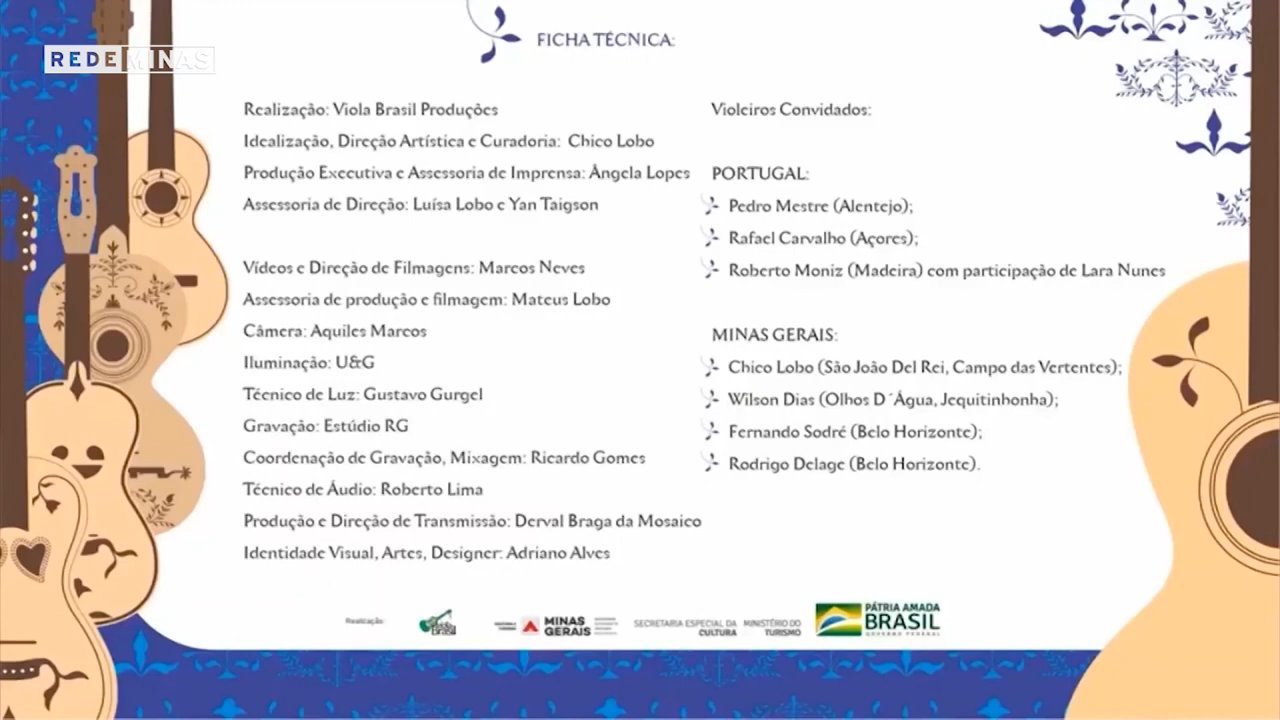 REDE MINAS
FICHA TÉCNICA:
Realização: Viola Brasil Produções
Idealização, Direção Artística e Curadoria: Chico Lobo
Produção Executiva e Assessoria de Imprensa: Ângela Lopes
Assessoria de Direção: Luísa Lobo e Yan Taigson
Vídeos e Direção de Filmagens: Marcos Neves
Assessoria de produção e filmagem: Mateus Lobo
Câmera: Aquiles Marcos
Iluminação: U&G
Técnico de Luz: Gustavo Gurgel
Gravação: Estúdio RG
Coordenação de Gravação, Mixagem: Ricardo Gomes
Técnico de Áudio: Roberto Lima
Produção e Direção de Transmissão: Derval Braga da Mosaico
Identidade Visual, Artes, Designer: Adriano Alves
Violeiros Convidados:
PORTUGAL:
Pedro Mestre (Alentejo);
Rafael Carvalho (Açores);
Roberto Moniz (Madeira) com participação de Lara Nunes
MINAS GERAIS:
Chico Lobo (São João Del Rei, Campo das Vertentes);
Wilson Dias (Olhos D´Água, Jequitinhonha);
Fernando Sodré (Belo Horizonte);
Rodrigo Delage (Belo Horizonte).
Realização:
MINAS
GERAIS
SECRETARIA ESPECIAL DA
CULTURA
MINISTÉRIO DO
TURISMO
PÁTRIA AMADA
BRASIL
GOVERNO FEDERAL